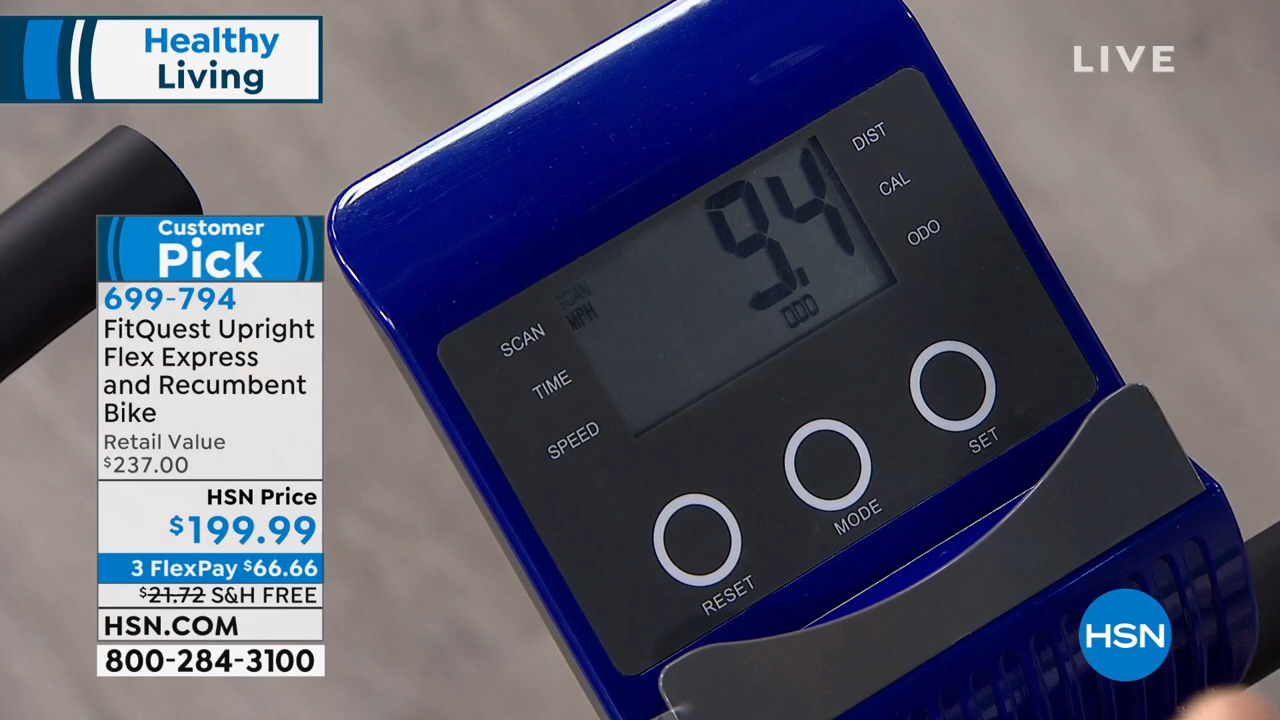 Healthy
Living
LIVE
Customer
Pick
699-794
FitQuest Upright
Flex Express
and Recumbent
Bike
Retail Value
$237.00
HSN Price
$199.99
3 FlexPay $66.66
$21.72 S&H FREE
HSN.COM
800-284-3100
DIST
CAL
ODO
9.4
SCAN
MPH
ODO
SCAN
TIME
SPEED
SET
MODE
RESET
HSN